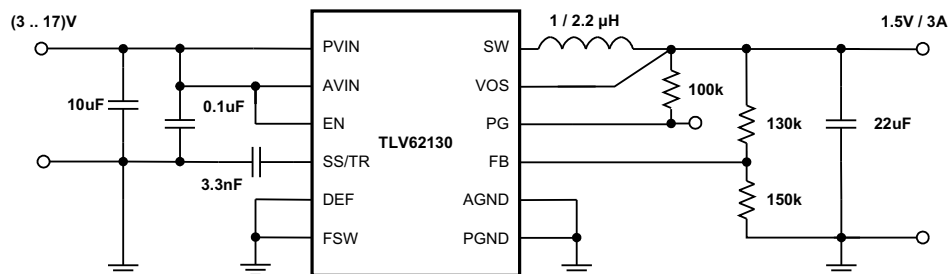 (3 .. 17)V
1 / 2.2 µH
1.5V / 3A
PVIN
SW
AVIN
VOS
10uF
0.1uF
100k
EN
PG
130k
22uF
TLV62130
SS/TR
FB
3.3nF
150k
DEF
AGND
FSW
PGND